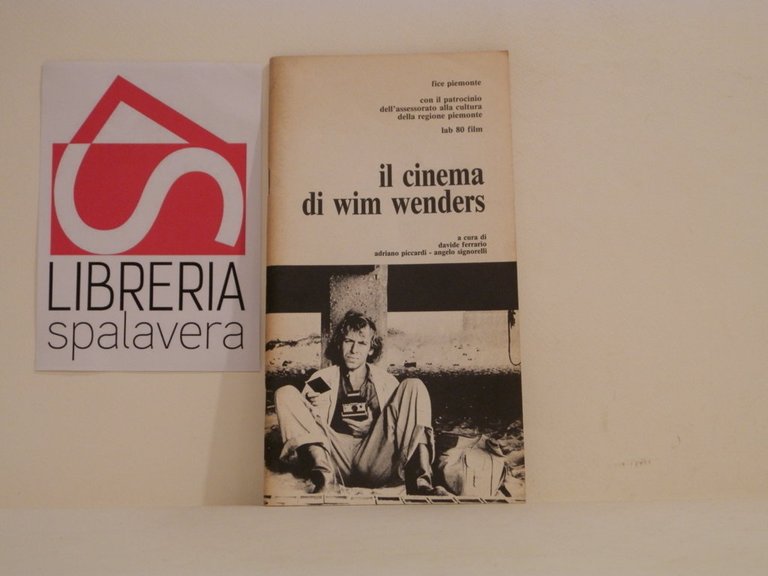 LIBRERIA
spalavera
fice piemonte
con il patrocinio
dell'assessorato alla cultura
della regione piemonte
lab 80 film
il cinema
di wim wenders
a cura di
davide ferrario
adriano piccardi - angelo signorelli